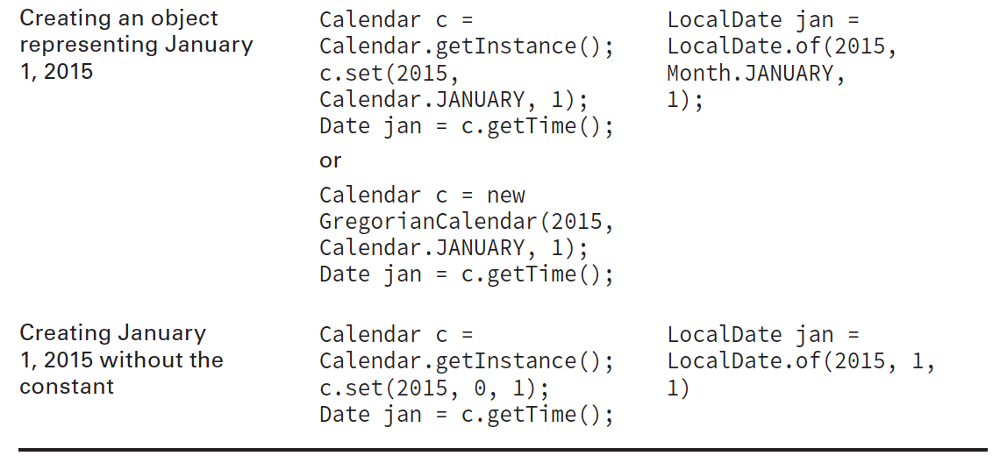 Creating an object
representing January
1, 2015
Calendar c =
Calendar.getInstance();
c.set(2015,
Calendar.JANUARY, 1);
Date jan = c.getTime();
or
Calendar c = new
GregorianCalendar(2015,
Calendar.JANUARY, 1);
Date jan = c.getTime();
LocalDate jan =
LocalDate.of(2015,
Month.JANUARY,
1);
Creating January
1, 2015 without the
constant
Calendar c =
Calendar.getInstance();
c.set(2015, 0, 1);
Date jan = c.getTime();
LocalDate jan =
LocalDate.of(2015, 1,
1)